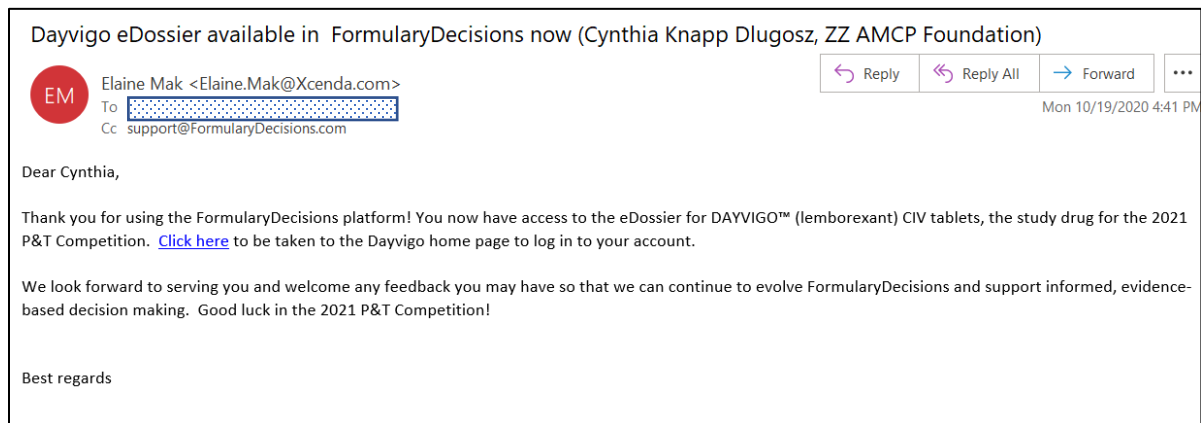 Dayvigo eDossier available in FormularyDecisions now (Cynthia Knapp Dlugosz, ZZ AMCP Foundation)
EM
Elaine Mak <Elaine.Mak@Xcenda.com>
Reply
Reply All
Forward
...
To
Mon 10/19/2020 4:41 PM
Cc support@FormularyDecisions.com
Dear Cynthia,
Thank you for using the FormularyDecisions platform! You now have access to the eDossier for DAYVIGO™ (lemborexant) CIV tablets, the study drug for the 2021
P&T Competition. Click here to be taken to the Dayvigo home page to log in to your account.
We look forward to serving you and welcome any feedback you may have so that we can continue to evolve FormularyDecisions and support informed, evidence-
based decision making. Good luck in the 2021 P&T Competition!
Best regards